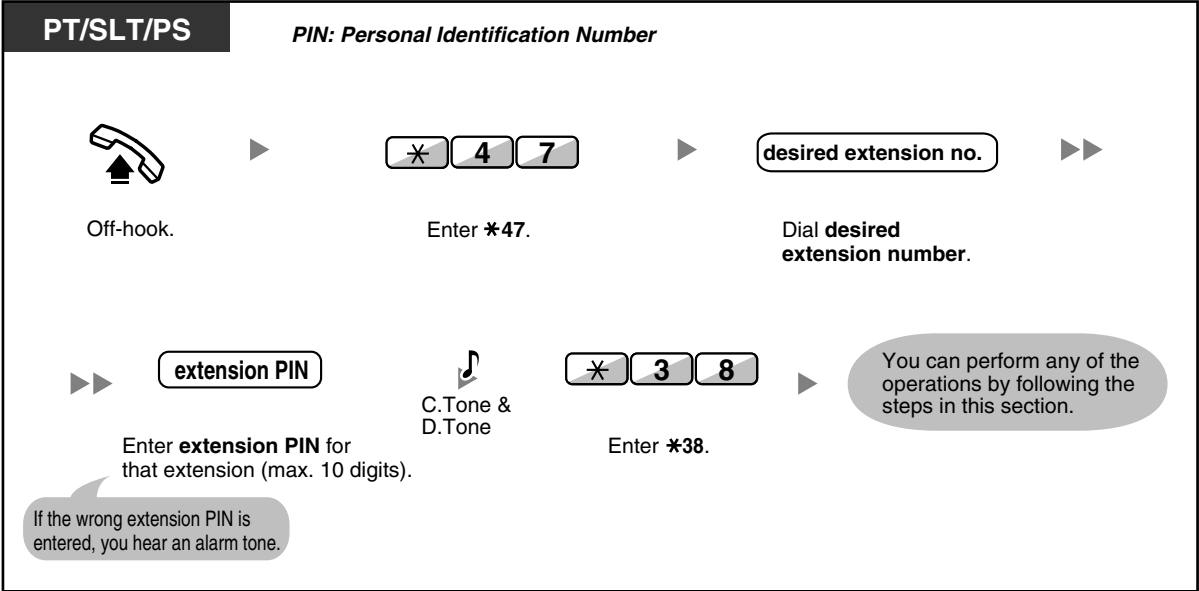 PT/SLT/PS
PIN: Personal Identification Number
* 4 7
desired extension no.
Off-hook.
Enter *47.
Dial desired
extension number.
extension PIN
C.Tone &
D.Tone
* 3 8
You can perform any of the
operations by following the
steps in this section.
Enter extension PIN for
that extension (max. 10 digits).
Enter *38.
If the wrong extension PIN is
entered, you hear an alarm tone.